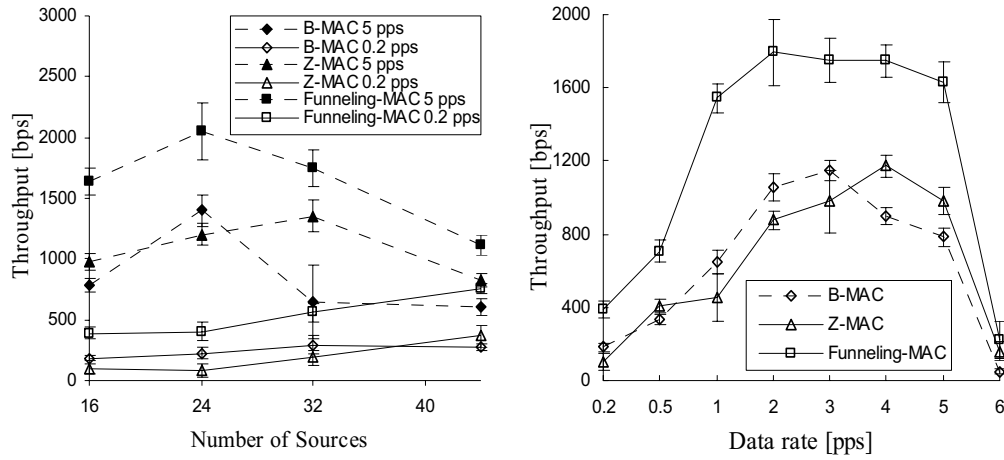 3000
2500
2000
1500
1000
500
0
Throughput [bps]
B-MAC 5 pps
B-MAC 0.2 pps
Z-MAC 5 pps
Z-MAC 0.2 pps
Funneling-MAC 5 pps
Funneling-MAC 0.2 pps
16 24 32 40
Number of Sources
2000
1600
1200
800
400
0
Throughput [bps]
B-MAC
Z-MAC
Funneling-MAC
0.2 0.5 1 2 3 4 5 6
Data rate [pps]